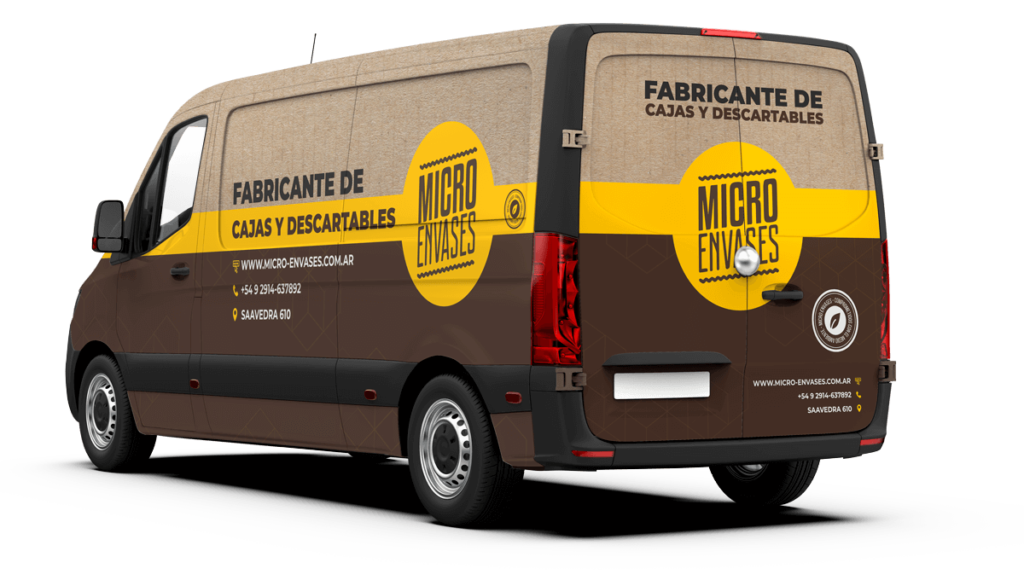 FABRICANTE DE
CAJAS Y DESCARTABLES
MICRO
ENVASES
WWW.MICRO-ENVASES.COM.AR
+54 9 2914-637892
SAAVEDRA 610
FABRICANTE DE
CAJAS Y DESCARTABLES
MICRO
ENVASES
WWW.MICRO-ENVASES.COM.AR
+54 9 2914-637892
SAAVEDRA 610